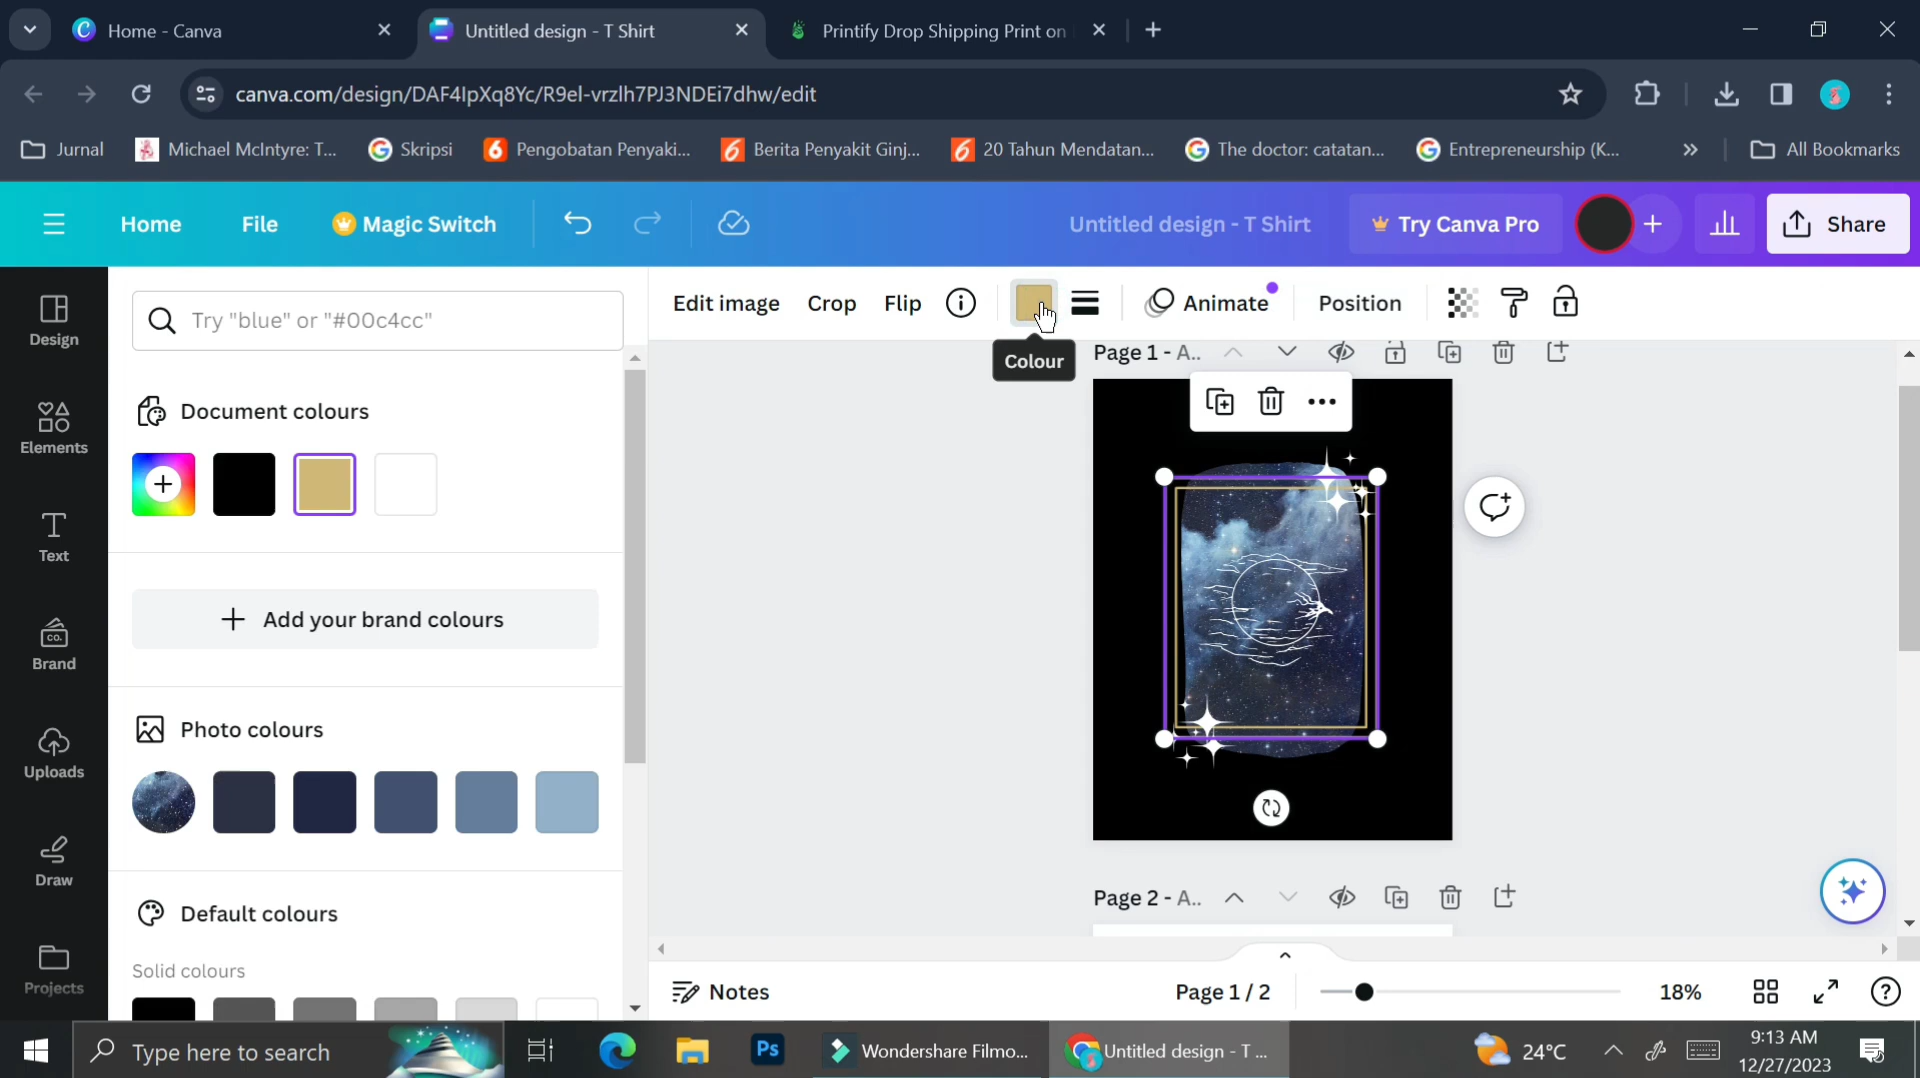 Home - Canva
Untitled design - T Shirt
Printify Drop Shipping Print on
canva.com/design/DAF4IpXq8Yc/R9el-vrzlh7PJ3NDEi7dhw/edit
Jurnal
Michael McIntyre: T...
Skripsi
Pengobatan Penyaki...
Berita Penyakit Ginj...
20 Tahun Mendatan...
The doctor: catatan...
Entrepreneurship (K...
All Bookmarks
Home
File
Magic Switch
Untitled design - T Shirt
Try Canva Pro
Share
Design
Elements
Text
Brand
Uploads
Draw
Projects
Try "blue" or "#00c4cc"
Document colours
Add your brand colours
Photo colours
Default colours
Solid colours
Edit image
Crop
Flip
Animate
Position
Colour
Page 1 - A..
Page 2 - A..
Notes
Page 1 / 2
18%
Type here to search
Ps
Wondershare Filmo...
Untitled design - T ...
24°C
9:13 AM
12/27/2023